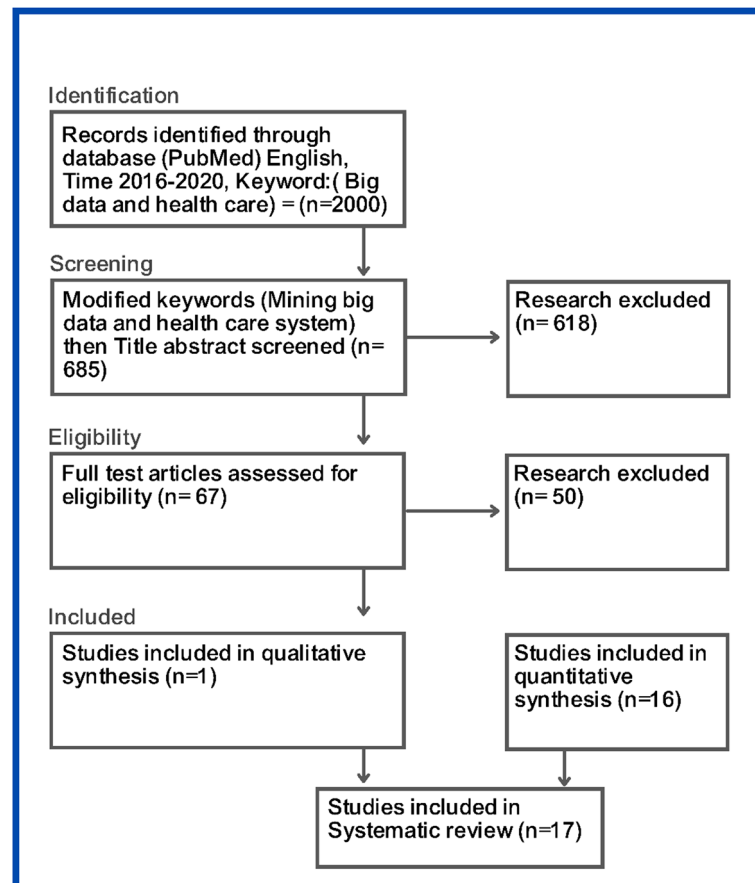 Identification
Records identified through
database (PubMed) English,
Time 2016-2020, Keyword:( Big
data and health care) = (n=2000)
Screening
Modified keywords (Mining big
data and health care system)
then Title abstract screened (n=
685)
Research excluded
(n= 618)
Eligibility
Full test articles assessed for
eligibility (n= 67)
Research excluded
(n= 50)
Included
Studies included in qualitative
synthesis (n=1)
Studies included in
quantitative
synthesis (n=16)
Studies included in
Systematic review (n=17)